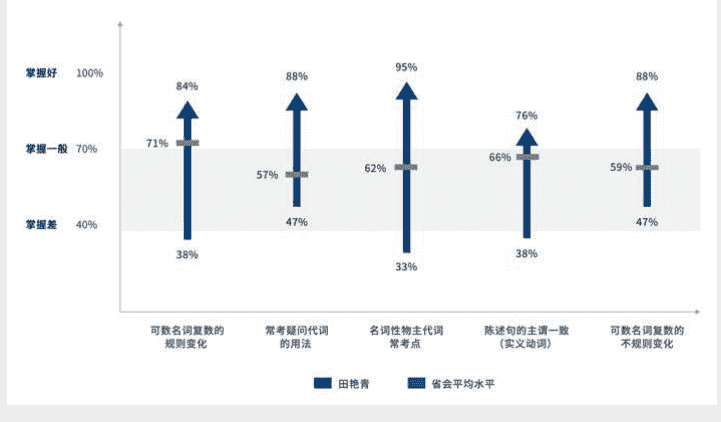 掌握好 100%
掌握一般 70%
掌握差 40%
84%
71%
38%
88%
57%
47%
95%
62%
33%
76%
66%
38%
88%
59%
47%
可数名词复数的
规则变化
常考疑问代词
的用法
名词性物主代词
常考点
陈述句的主谓一致
（实义动词）
可数名词复数的
不规则变化
田艳青
省会平均水平